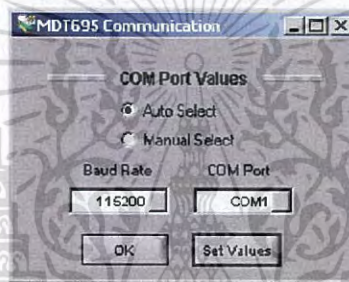 MDT695 Communication
COM Port Values
Auto Select
Manual Select
Baud Rate COM Port
115200 COM1
OK Set Values